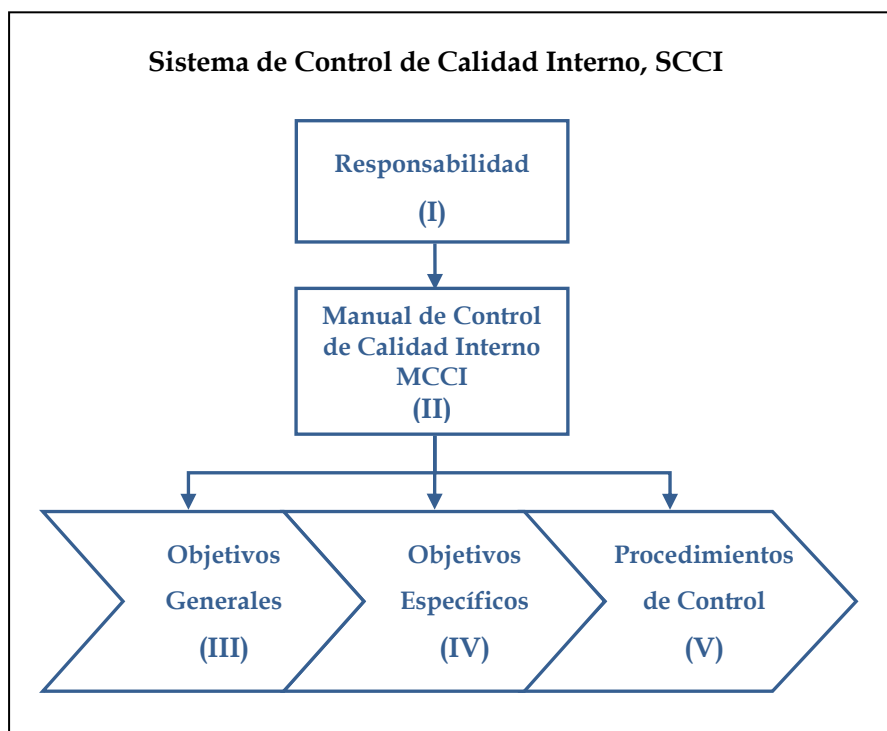 Sistema de Control de Calidad Interno, SCCI
Responsabilidad
(I)
Manual de Control
de Calidad Interno
MCCI
(II)
Objetivos
Generales
(III)
Objetivos
Específicos
(IV)
Procedimientos
de Control
(V)